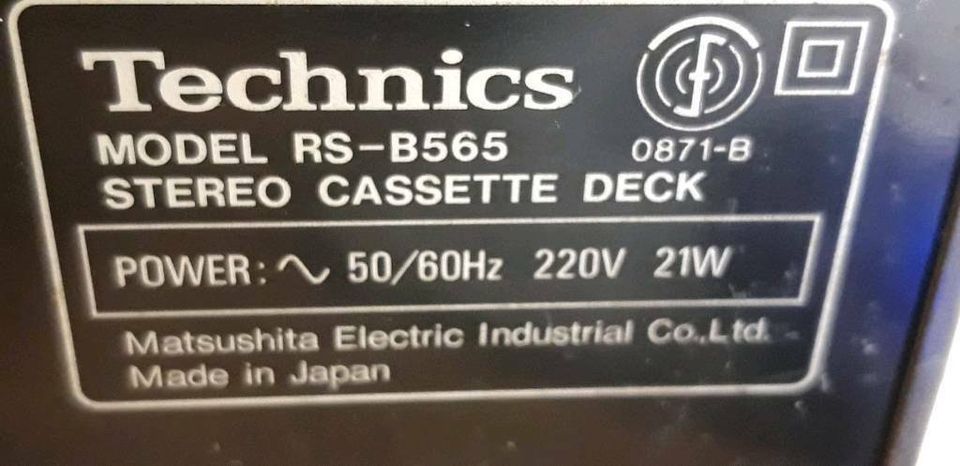 Technics
MODEL RS-B565
0871-B
STEREO CASSETTE DECK
POWER: ∿ 50/60Hz 220V 21W
Matsushita Electric Industrial Co.,Ltd.
Made in Japan